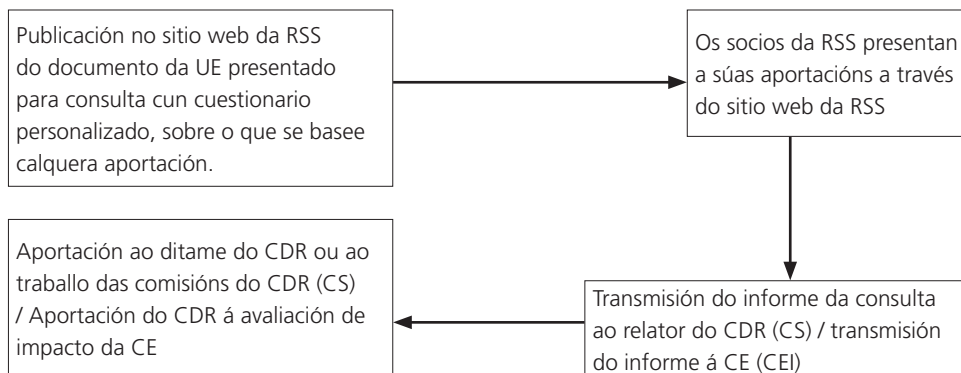 Publicación no sitio web da RSS
do documento da UE presentado
para consulta cun cuestionario
personalizado, sobre o que se basee
calquera aportación.
Os socios da RSS presentan
a súas aportacións a través
do sitio web da RSS
Transmisión do informe da consulta
ao relator do CDR (CS) / transmisión
do informe á CE (CEI)
Aportación ao ditame do CDR ou ao
traballo das comisións do CDR (CS)
/ Aportación do CDR á avaliación de
impacto da CE